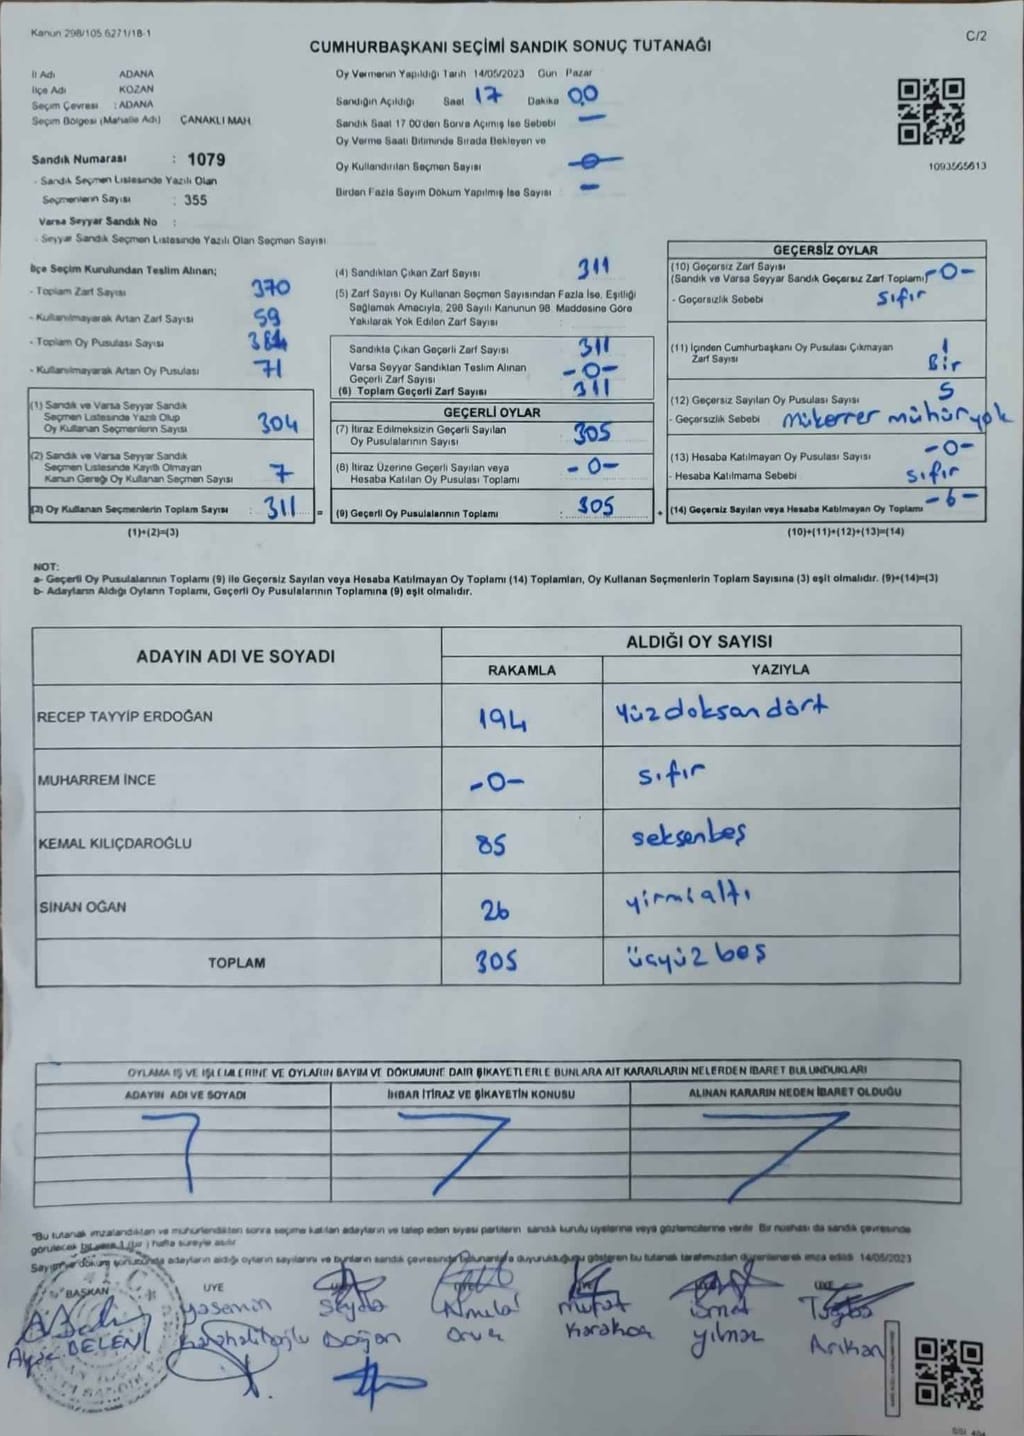 Kanun 298/105 6271/18-1
C/2
CUMHURBAŞKANI SEÇİMİ SANDIK SONUÇ TUTANAĞI
İl Adı ADANA
İlçe Adı KOZAN
Seçim Çevresi : ADANA
Seçim Bölgesi (Mahalle Adı) ÇANAKLI MAH.
Sandık Numarası : 1079
- Sandık Seçmen Listesinde Yazılı Olan
Seçmenlerin Sayısı : 355
Varsa Seyyar Sandık No :
- Seyyar Sandık Seçmen Listesinde Yazılı Olan Seçmen Sayısı
Oy Vermenin Yapıldığı Tarih 14/05/2023 Gün Pazar
Sandığın Açıldığı Saat 17 Dakika 00
Sandık Saat 17 00'den Sonra Açılmış İse Sebebi —
Oy Verme Saati Bitiminde Sırada Bekleyen ve
Oy Kullandırılan Seçmen Sayısı -0-
Birden Fazla Sayım Döküm Yapılmış İse Sayısı —
1093565613
İlçe Seçim Kurulundan Teslim Alınan;
- Toplam Zarf Sayısı 370
- Kullanılmayarak Artan Zarf Sayısı 59
- Toplam Oy Pusulası Sayısı
- Kullanılmayarak Artan Oy Pusulası 71
(1) Sandık ve Varsa Seyyar Sandık
Seçmen Listesinde Yazılı Olup
Oy Kullanan Seçmenlerin Sayısı 304
(2) Sandık ve Varsa Seyyar Sandık
Seçmen Listesinde Kayıtlı Olmayan
Kanun Gereği Oy Kullanan Seçmen Sayısı 7
(3) Oy Kullanan Seçmenlerin Toplam Sayısı : 311 =
(1)+(2)=(3)
(4) Sandıktan Çıkan Zarf Sayısı 311
(5) Zarf Sayısı Oy Kullanan Seçmen Sayısından Fazla İse, Eşitliği
Sağlamak Amacıyla, 298 Sayılı Kanunun 98. Maddesine Göre
Yakılarak Yok Edilen Zarf Sayısı
Sandıkta Çıkan Geçerli Zarf Sayısı 311
Varsa Seyyar Sandıktan Teslim Alınan
Geçerli Zarf Sayısı -0-
(6) Toplam Geçerli Zarf Sayısı 311
GEÇERLİ OYLAR
(7) İtiraz Edilmeksizin Geçerli Sayılan
Oy Pusulalarının Sayısı 305
(8) İtiraz Üzerine Geçerli Sayılan veya
Hesaba Katılan Oy Pusulası Toplamı -0-
(9) Geçerli Oy Pusulalarının Toplamı : 305 +
GEÇERSİZ OYLAR
(10) Geçersiz Zarf Sayısı
(Sandık ve Varsa Seyyar Sandık Geçersiz Zarf Toplamı) -0-
- Geçersizlik Sebebi sıfır
(11) İçinden Cumhurbaşkanı Oy Pusulası Çıkmayan
Zarf Sayısı 1 Bir
(12) Geçersiz Sayılan Oy Pusulası Sayısı 5
- Geçersizlik Sebebi mükerrer mühür yok
(13) Hesaba Katılmayan Oy Pusulası Sayısı -0-
- Hesaba Katılmama Sebebi sıfır
(14) Geçersiz Sayılan veya Hesaba Katılmayan Oy Toplamı -6-
(10)+(11)+(12)+(13)=(14)
NOT:
a- Geçerli Oy Pusulalarının Toplamı (9) ile Geçersiz Sayılan veya Hesaba Katılmayan Oy Toplamı (14) Toplamları, Oy Kullanan Seçmenlerin Toplam Sayısına (3) eşit olmalıdır. (9)+(14)=(3)
b- Adayların Aldığı Oyların Toplamı, Geçerli Oy Pusulalarının Toplamına (9) eşit olmalıdır.
ADAYIN ADI VE SOYADI
ALDIĞI OY SAYISI
RAKAMLA YAZIYLA
RECEP TAYYİP ERDOĞAN 194 yüzdoksandört
MUHARREM İNCE -0- sıfır
KEMAL KILIÇDAROĞLU 85 seksenbeş
SİNAN OĞAN 26 yirmialtı
TOPLAM 305 üçyüzbeş
OYLAMA İŞ VE İŞLEMLERİNE VE OYLARIN SAYIM VE DÖKÜMÜNE DAİR ŞİKAYETLERLE BUNLARA AİT KARARLARIN NELERDEN İBARET BULUNDUKLARI
ADAYIN ADI VE SOYADI İHBAR İTİRAZ VE ŞİKAYETİN KONUSU ALINAN KARARIN NEDEN İBARET OLDUĞU
*Bu tutanak imzalandıktan ve mühürlendikten sonra seçime katılan adayların ve talep eden siyasi partilerin sandık kurulu üyelerine veya gözlemcilerine verilir. Bir nüshası da sandık çevresinde
görülecek bir yere 1 (bir) hafta süreyle asılır
Sayım ve döküm sonucunda adayların aldığı oyların sayılarını ve bunların sandık çevresinde duyurulduğunu gösteren bu tutanak tarafımızdan düzenlenerek imza edildi. 14/05/2023
BAŞKAN ÜYE
Ayşe BELEN
Yasemin Karahaliloğlu
Seyda Doğan
Murat Karakoca
İsmet Yılmaz
Tuğba Arıkan